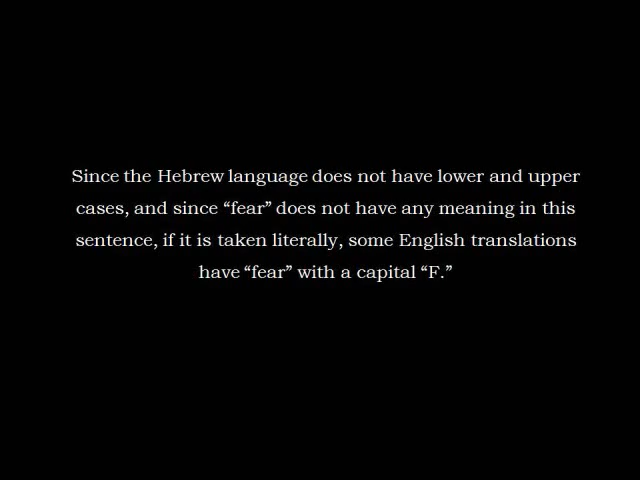 Since the Hebrew language does not have lower and upper
cases, and since “fear” does not have any meaning in this
sentence, if it is taken literally, some English translations
have “fear” with a capital “F.”